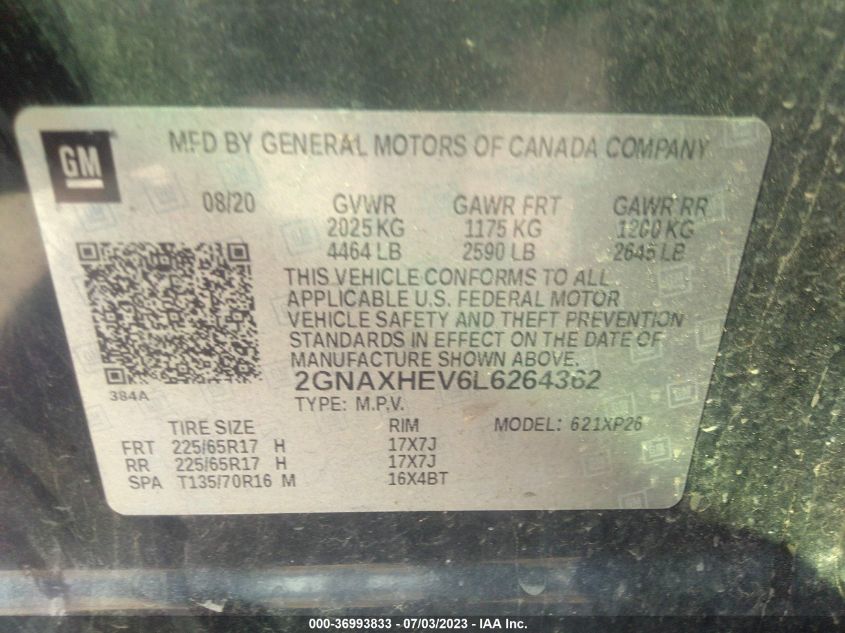 GM
MFD BY GENERAL MOTORS OF CANADA COMPANY
08/20 GVWR GAWR FRT GAWR RR
2025 KG 1175 KG 1200 KG
4464 LB 2590 LB 2645 LB
THIS VEHICLE CONFORMS TO ALL
APPLICABLE U.S. FEDERAL MOTOR
VEHICLE SAFETY AND THEFT PREVENTION
STANDARDS IN EFFECT ON THE DATE OF
MANUFACTURE SHOWN ABOVE.
384A 2GNAXHEV6L6264362
TYPE: M.P.V.
TIRE SIZE RIM MODEL: 621XP26
FRT 225/65R17 H 17X7J
RR 225/65R17 H 17X7J
SPA T135/70R16 M 16X4BT
000-36993833 - 07/03/2023 - © IAA, Inc.